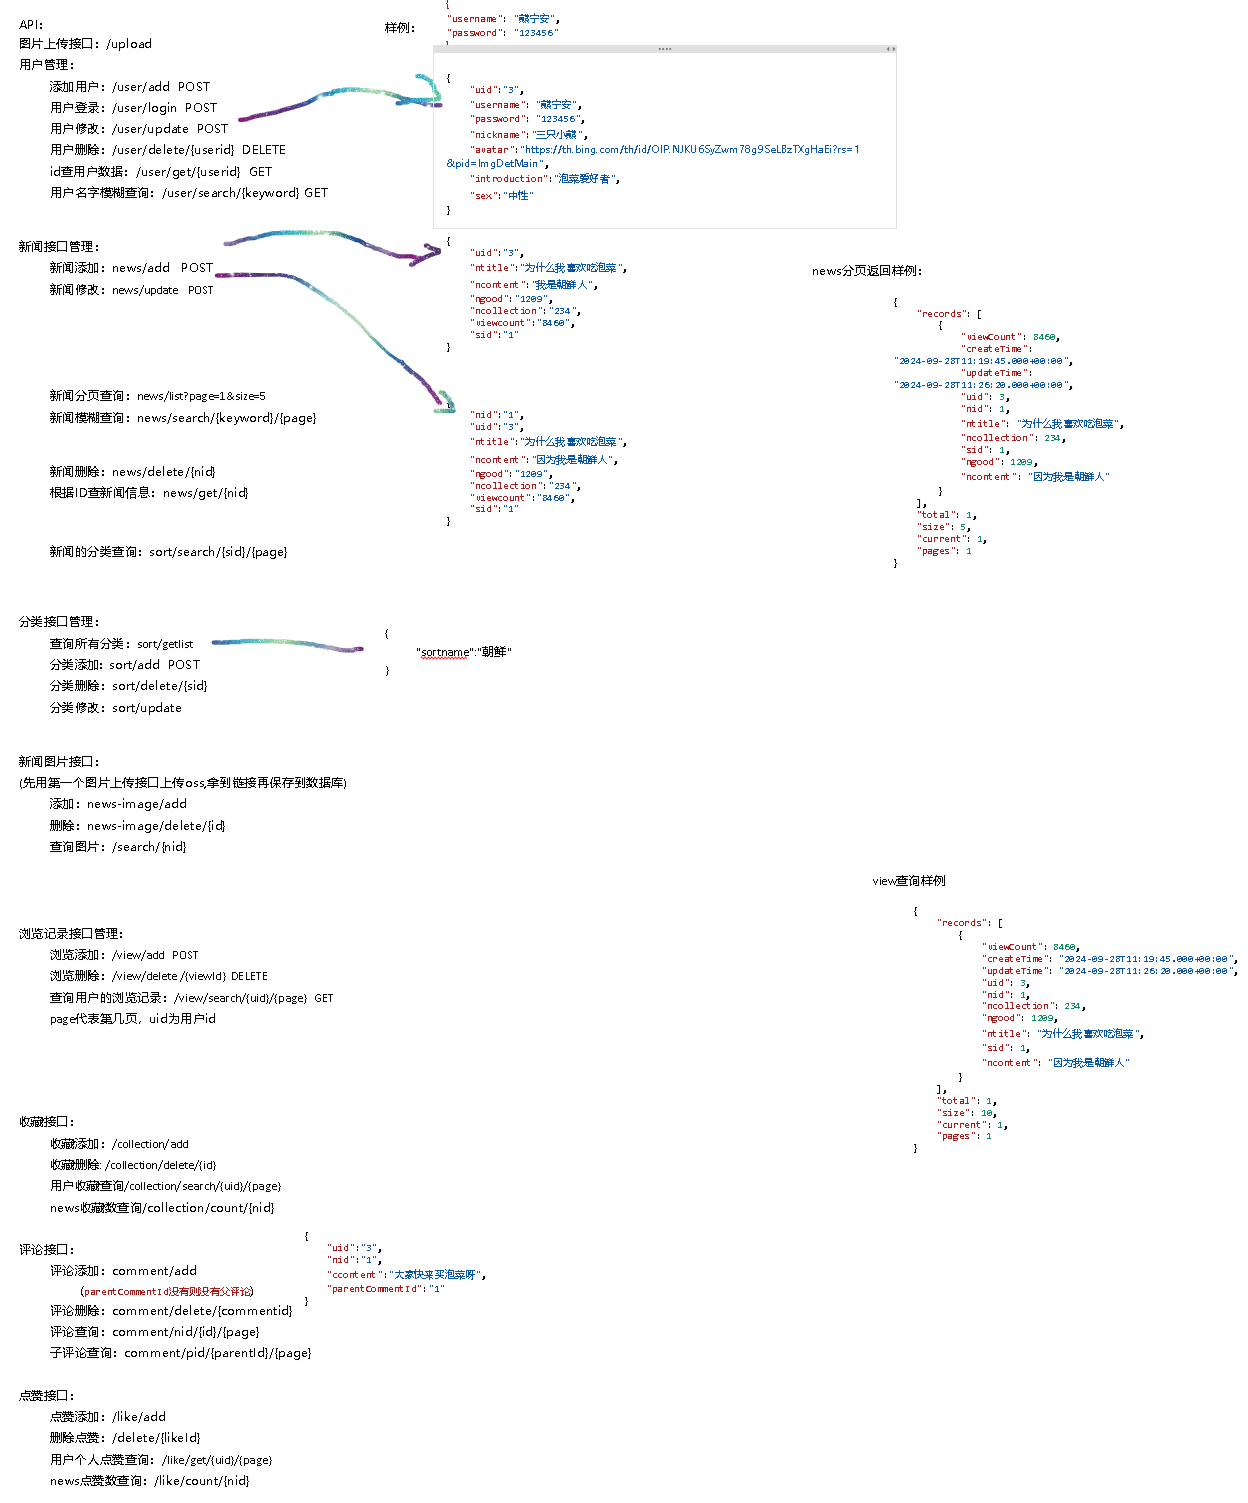 API：
图片上传接口：/upload
用户管理：
添加用户：/user/add POST
用户登录：/user/login POST
用户修改：/user/update POST
用户删除：/user/delete/{userid} DELETE
id查用户数据：/user/get/{userid} GET
用户名字模糊查询：/user/search/{keyword} GET
样例：
{
"username": "戴宁安",
"password": "123456"
}
{
"uid":"3",
"username": "戴宁安",
"password": "123456",
"nickname":"三只小熊",
"avatar":"https://th.bing.com/th/id/OIP.NJKU6SyZwm78g9SeLBzTXgHaEi?rs=1
&pid=ImgDetMain",
"introduction":"泡菜爱好者",
"sex":"中性"
}
新闻接口管理：
新闻添加：news/add POST
新闻修改：news/update POST
新闻分页查询：news/list?page=1&size=5
新闻模糊查询：news/search/{keyword}/{page}
新闻删除：news/delete/{nid}
根据ID查新闻信息：news/get/{nid}
新闻的分类查询：sort/search/{sid}/{page}
{
"uid":"3",
"ntitle":"为什么我喜欢吃泡菜",
"ncontent":"我是朝鲜人",
"ngood":"1209",
"ncollection":"234",
"viewcount":"8460",
"sid":"1"
}
"nid":"1",
"uid":"3",
"ntitle":"为什么我喜欢吃泡菜",
"ncontent":"因为我是朝鲜人",
"ngood":"1209",
"ncollection":"234",
"viewcount":"8460",
"sid":"1"
}
news分页返回样例：
{
"records": [
{
"viewCount": 8460,
"createTime":
"2024-09-28T11:19:45.000+00:00",
"updateTime":
"2024-09-28T11:26:20.000+00:00",
"uid": 3,
"nid": 1,
"ntitle": "为什么我喜欢吃泡菜",
"ncollection": 234,
"sid": 1,
"ngood": 1209,
"ncontent": "因为我是朝鲜人"
}
],
"total": 1,
"size": 5,
"current": 1,
"pages": 1
}
分类接口管理：
查询所有分类：sort/getlist
分类添加：sort/add POST
分类删除：sort/delete/{sid}
分类修改：sort/update
{
"sortname":"朝鲜"
}
新闻图片接口：
(先用第一个图片上传接口上传oss,拿到链接再保存到数据库)
添加：news-image/add
删除：news-image/delete/{id}
查询图片：/search/{nid}
浏览记录接口管理：
浏览添加：/view/add POST
浏览删除：/view/delete/{viewId} DELETE
查询用户的浏览记录：/view/search/{uid}/{page} GET
page代表第几页，uid为用户id
view查询样例
{
"records": [
{
"viewCount": 8460,
"createTime": "2024-09-28T11:19:45.000+00:00",
"updateTime": "2024-09-28T11:26:20.000+00:00",
"uid": 3,
"nid": 1,
"ncollection": 234,
"ngood": 1209,
"ntitle": "为什么我喜欢吃泡菜",
"sid": 1,
"ncontent": "因为我是朝鲜人"
}
],
"total": 1,
"size": 10,
"current": 1,
"pages": 1
}
收藏接口：
收藏添加：/collection/add
收藏删除: /collection/delete/{id}
用户收藏查询/collection/search/{uid}/{page}
news收藏数查询/collection/count/{nid}
评论接口：
评论添加：comment/add
（parentCommentId没有则没有父评论）
评论删除：comment/delete/{commentid}
评论查询：comment/nid/{id}/{page}
子评论查询：comment/pid/{parentId}/{page}
{
"uid":"3",
"nid":"1",
"ccontent":"大家快来买泡菜呀",
"parentCommentId":"1"
}
点赞接口：
点赞添加：/like/add
删除点赞：/delete/{likeId}
用户个人点赞查询：/like/get/{uid}/{page}
news点赞数查询：/like/count/{nid}